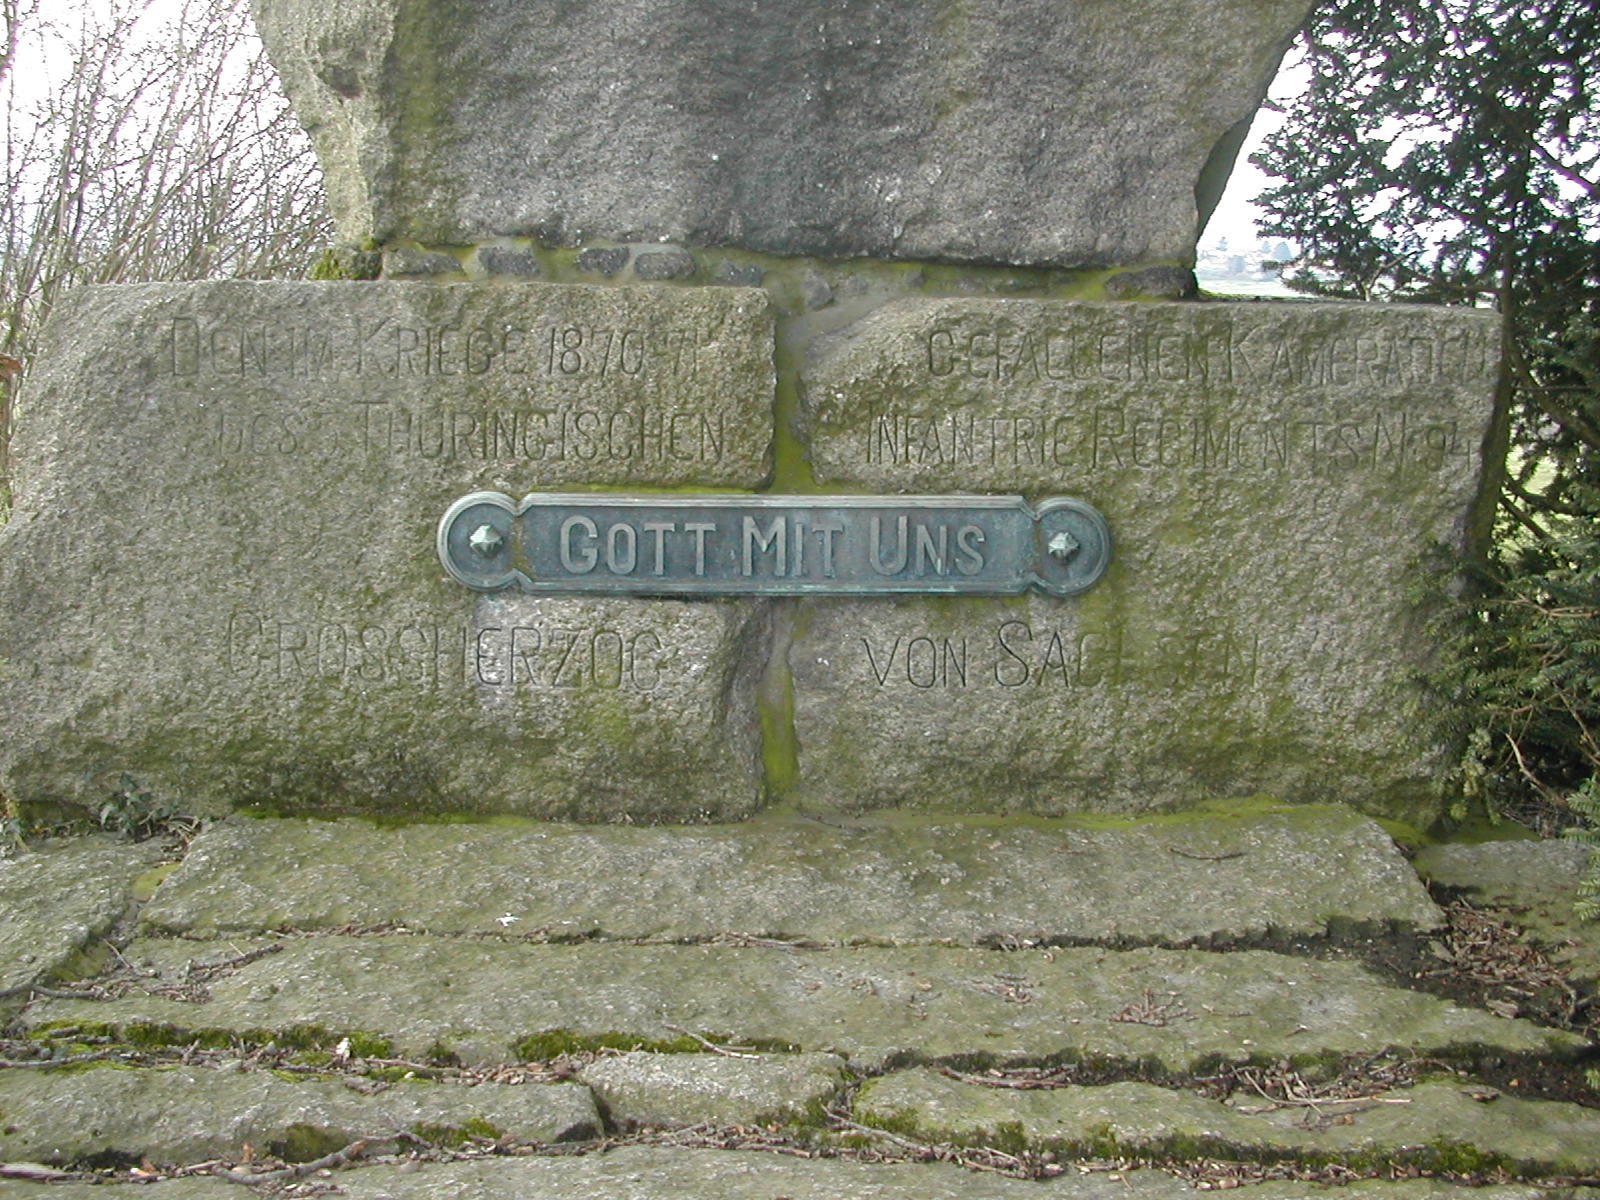 DEN IM KRIEGE 1870-71 GEFALLENEN KAMERADEN
DES 5 THÜRINGISCHEN INFANTRIE REGIMENTS Nº 94
GOTT MIT UNS
GROSSHERZOG VON SACHSEN